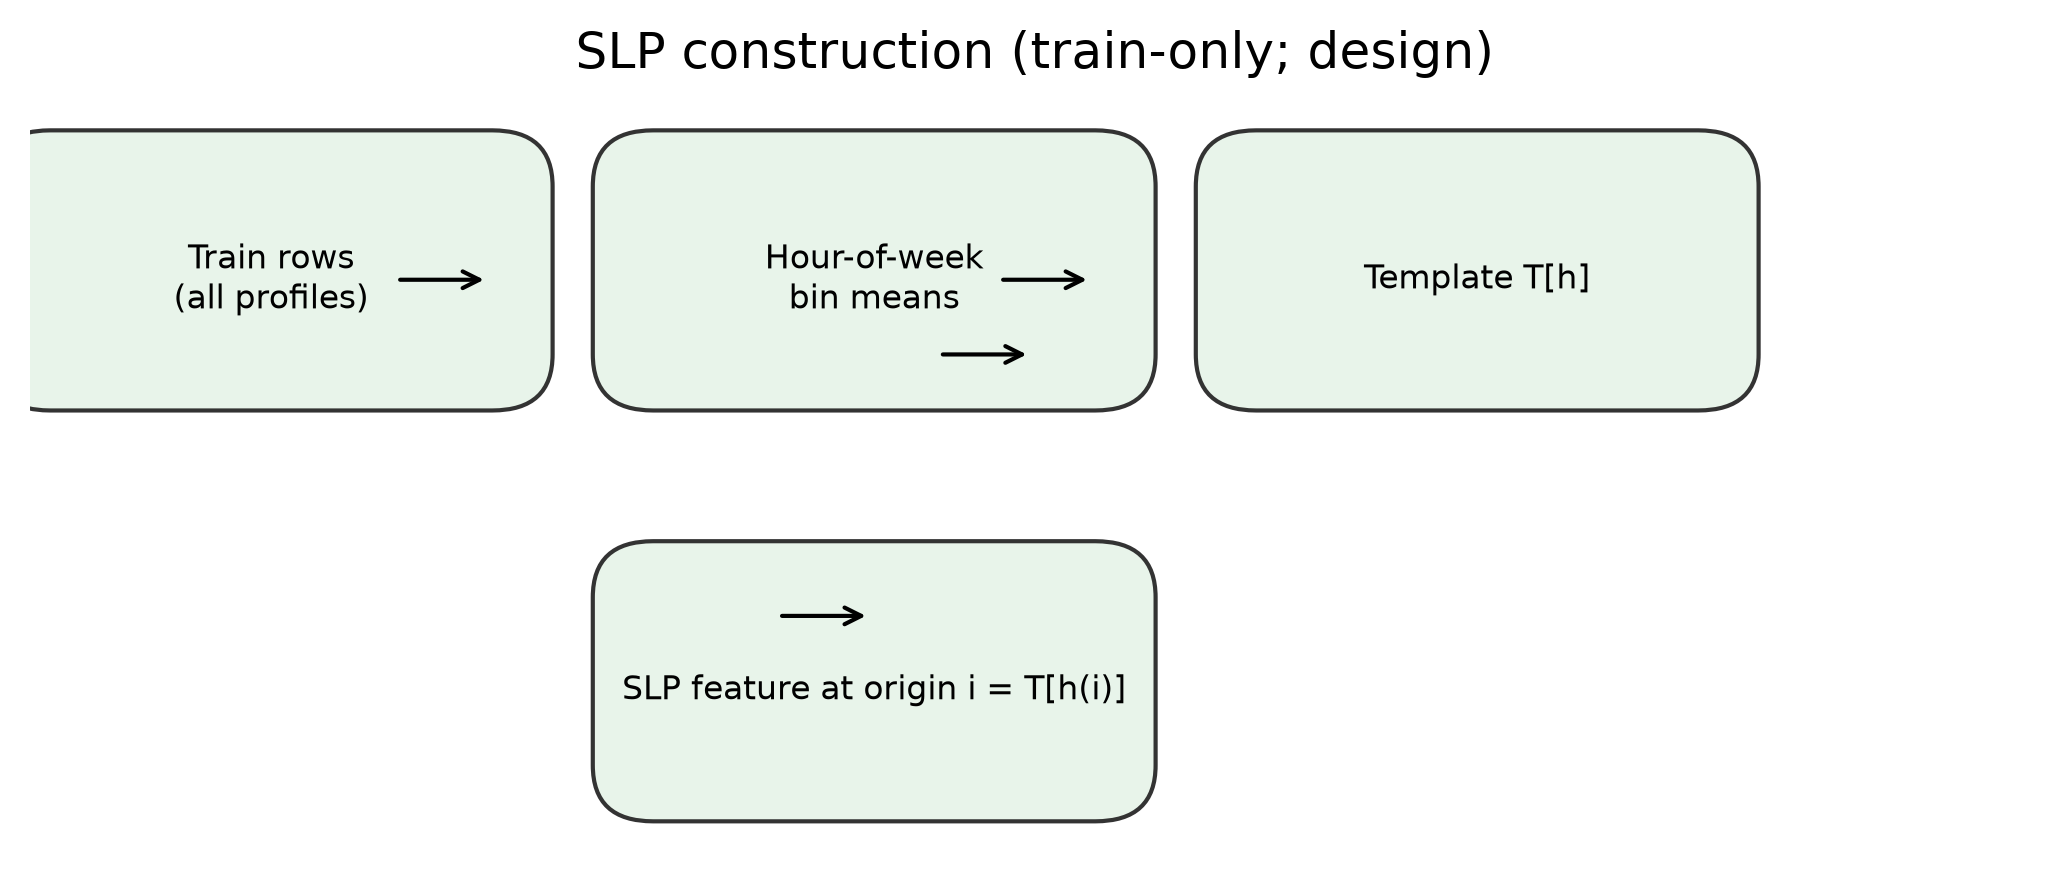 SLP construction (train-only; design)
Train rows
(all profiles)
Hour-of-week
bin means
Template T[h]
SLP feature at origin i = T[h(i)]